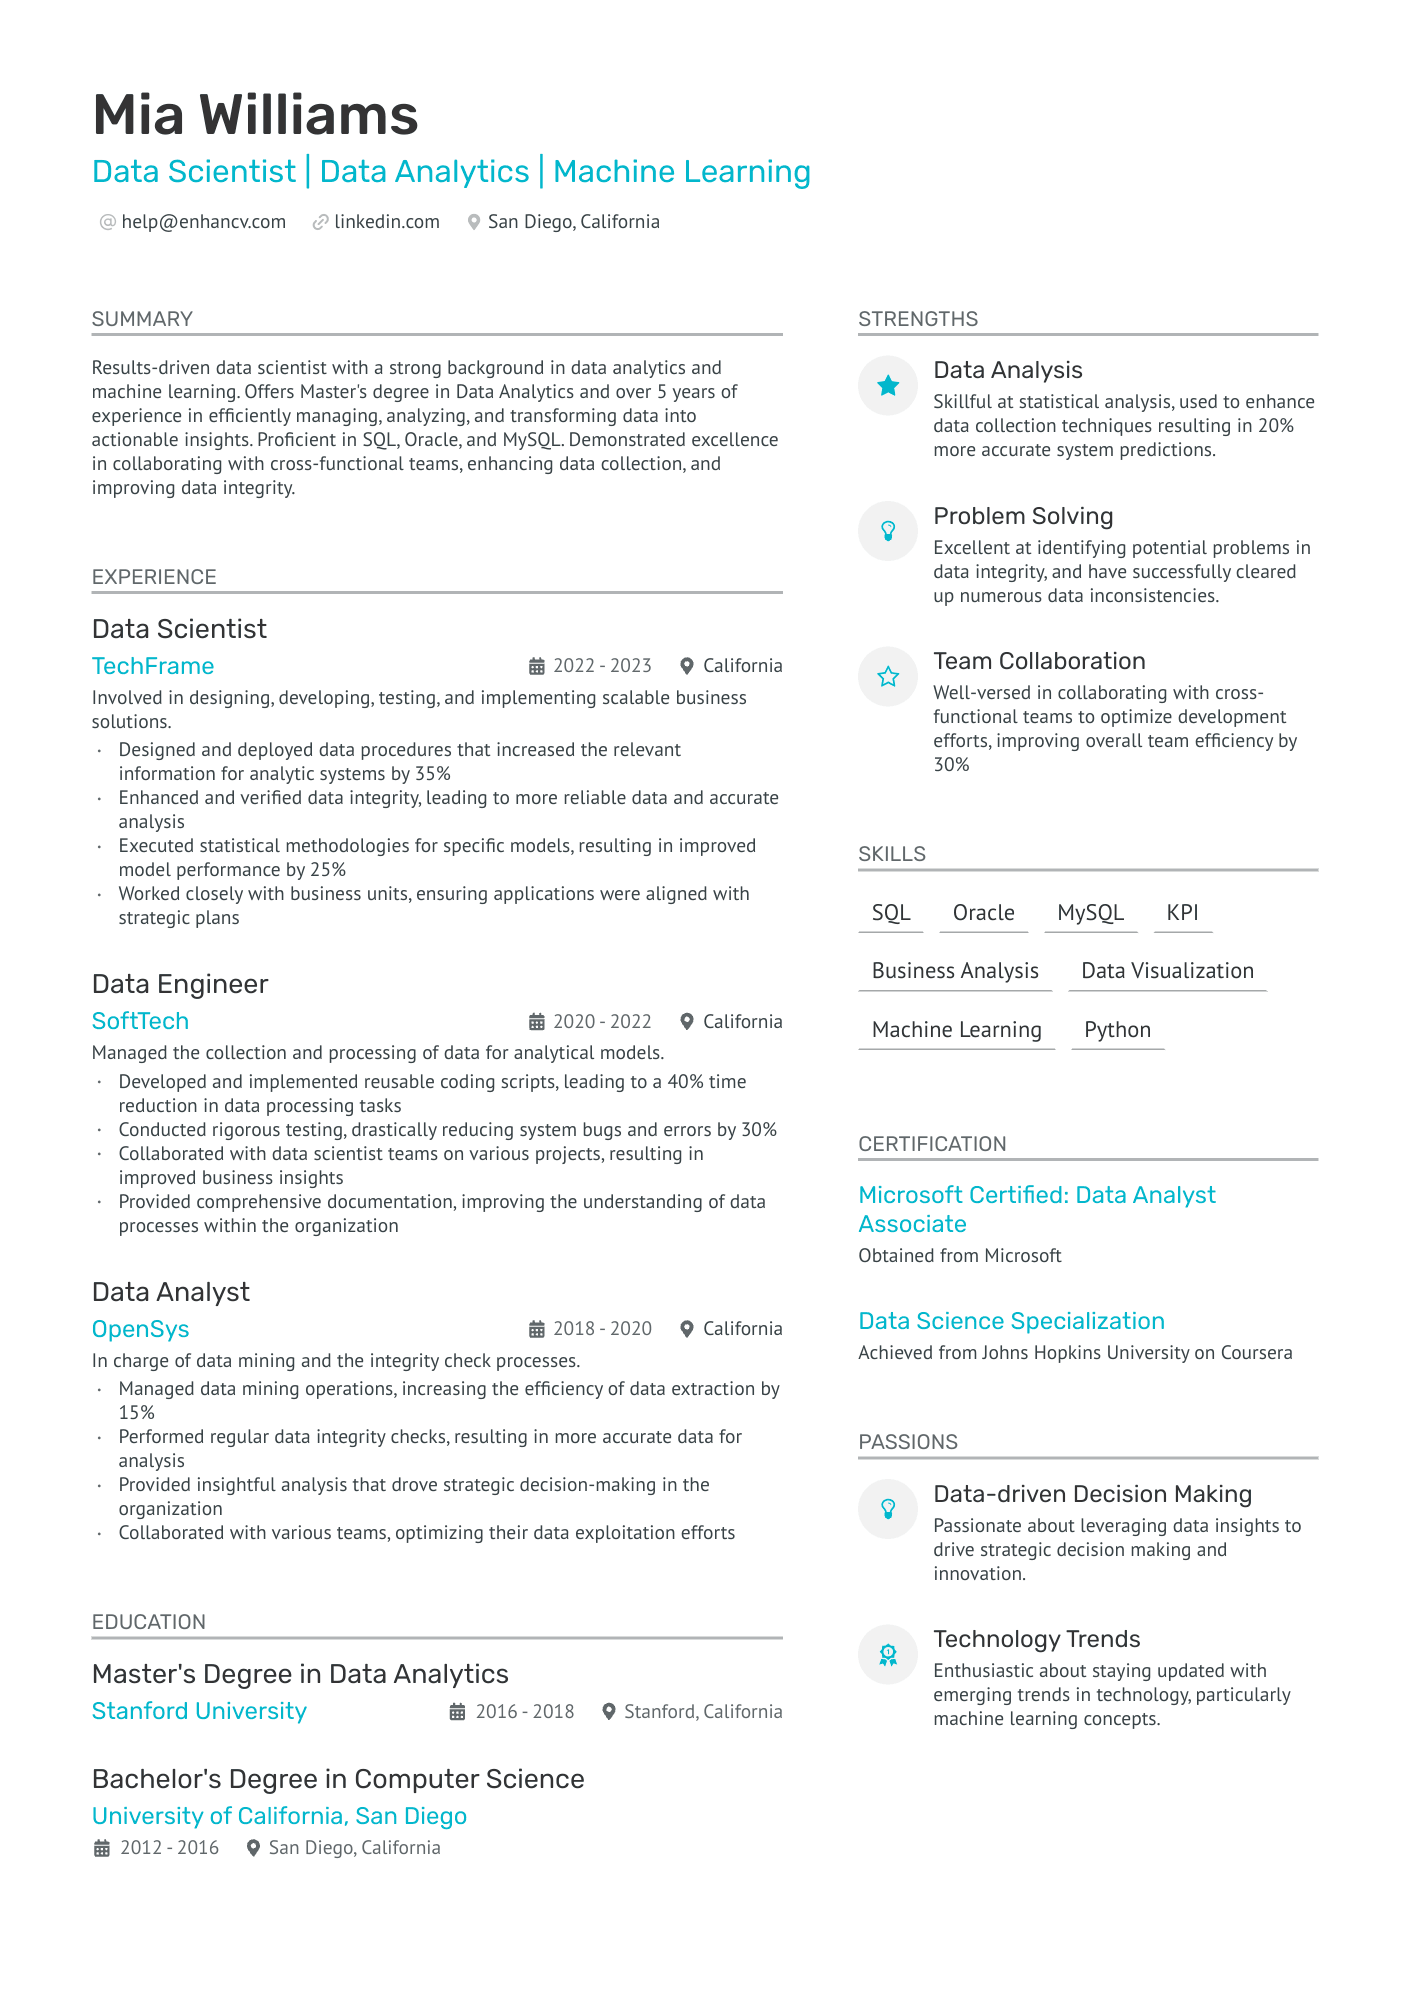 Mia Williams
Data Scientist | Data Analytics | Machine Learning
help@enhancv.com linkedin.com San Diego, California
SUMMARY
Results-driven data scientist with a strong background in data analytics and
machine learning. Offers Master's degree in Data Analytics and over 5 years of
experience in efficiently managing, analyzing, and transforming data into
actionable insights. Proficient in SQL, Oracle, and MySQL. Demonstrated excellence
in collaborating with cross-functional teams, enhancing data collection, and
improving data integrity.
EXPERIENCE
Data Scientist
TechFrame 2022 - 2023 California
Involved in designing, developing, testing, and implementing scalable business
solutions.
· Designed and deployed data procedures that increased the relevant
information for analytic systems by 35%
· Enhanced and verified data integrity, leading to more reliable data and accurate
analysis
· Executed statistical methodologies for specific models, resulting in improved
model performance by 25%
· Worked closely with business units, ensuring applications were aligned with
strategic plans
Data Engineer
SoftTech 2020 - 2022 California
Managed the collection and processing of data for analytical models.
· Developed and implemented reusable coding scripts, leading to a 40% time
reduction in data processing tasks
· Conducted rigorous testing, drastically reducing system bugs and errors by 30%
· Collaborated with data scientist teams on various projects, resulting in
improved business insights
· Provided comprehensive documentation, improving the understanding of data
processes within the organization
Data Analyst
OpenSys 2018 - 2020 California
In charge of data mining and the integrity check processes.
· Managed data mining operations, increasing the efficiency of data extraction by
15%
· Performed regular data integrity checks, resulting in more accurate data for
analysis
· Provided insightful analysis that drove strategic decision-making in the
organization
· Collaborated with various teams, optimizing their data exploitation efforts
EDUCATION
Master's Degree in Data Analytics
Stanford University 2016 - 2018 Stanford, California
Bachelor's Degree in Computer Science
University of California, San Diego
2012 - 2016 San Diego, California
STRENGTHS
Data Analysis
Skillful at statistical analysis, used to enhance
data collection techniques resulting in 20%
more accurate system predictions.
Problem Solving
Excellent at identifying potential problems in
data integrity, and have successfully cleared
up numerous data inconsistencies.
Team Collaboration
Well-versed in collaborating with cross-
functional teams to optimize development
efforts, improving overall team efficiency by
30%
SKILLS
SQL Oracle MySQL KPI
Business Analysis Data Visualization
Machine Learning Python
CERTIFICATION
Microsoft Certified: Data Analyst
Associate
Obtained from Microsoft
Data Science Specialization
Achieved from Johns Hopkins University on Coursera
PASSIONS
Data-driven Decision Making
Passionate about leveraging data insights to
drive strategic decision making and
innovation.
Technology Trends
Enthusiastic about staying updated with
emerging trends in technology, particularly
machine learning concepts.